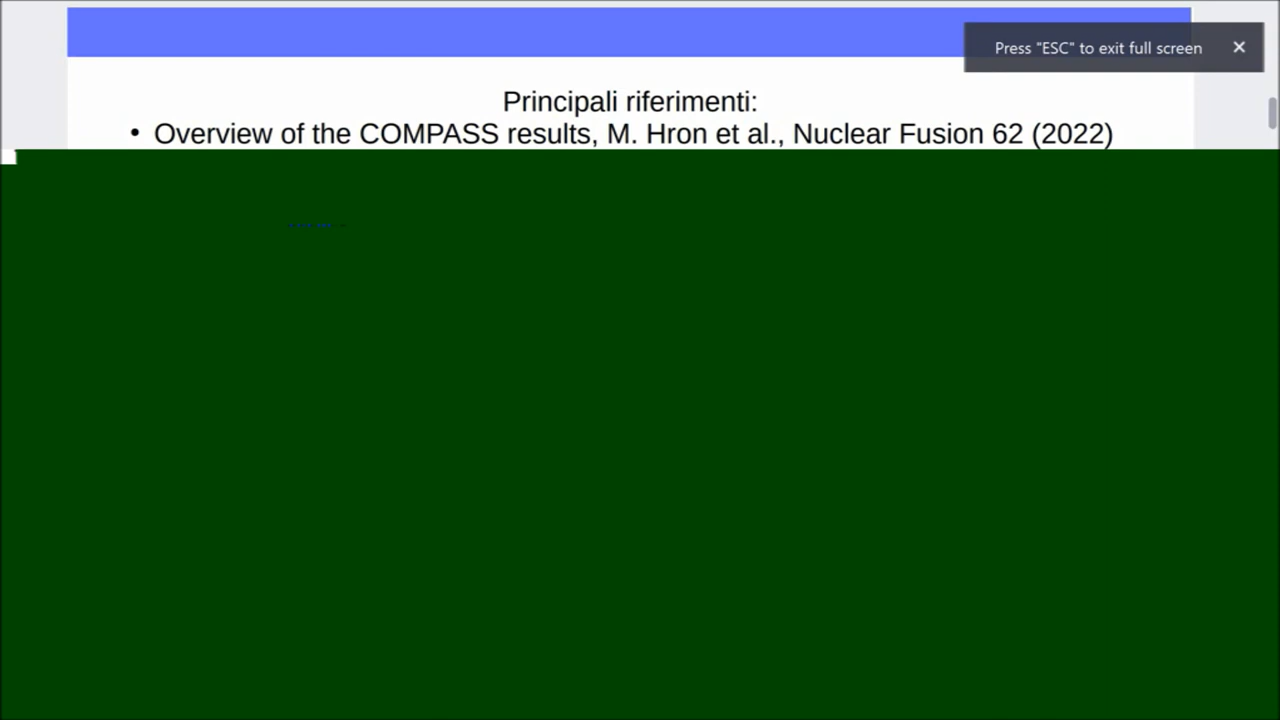 Press "ESC" to exit full screen ✕
Principali riferimenti:
• Overview of the COMPASS results, M. Hron et al., Nuclear Fusion 62 (2022)